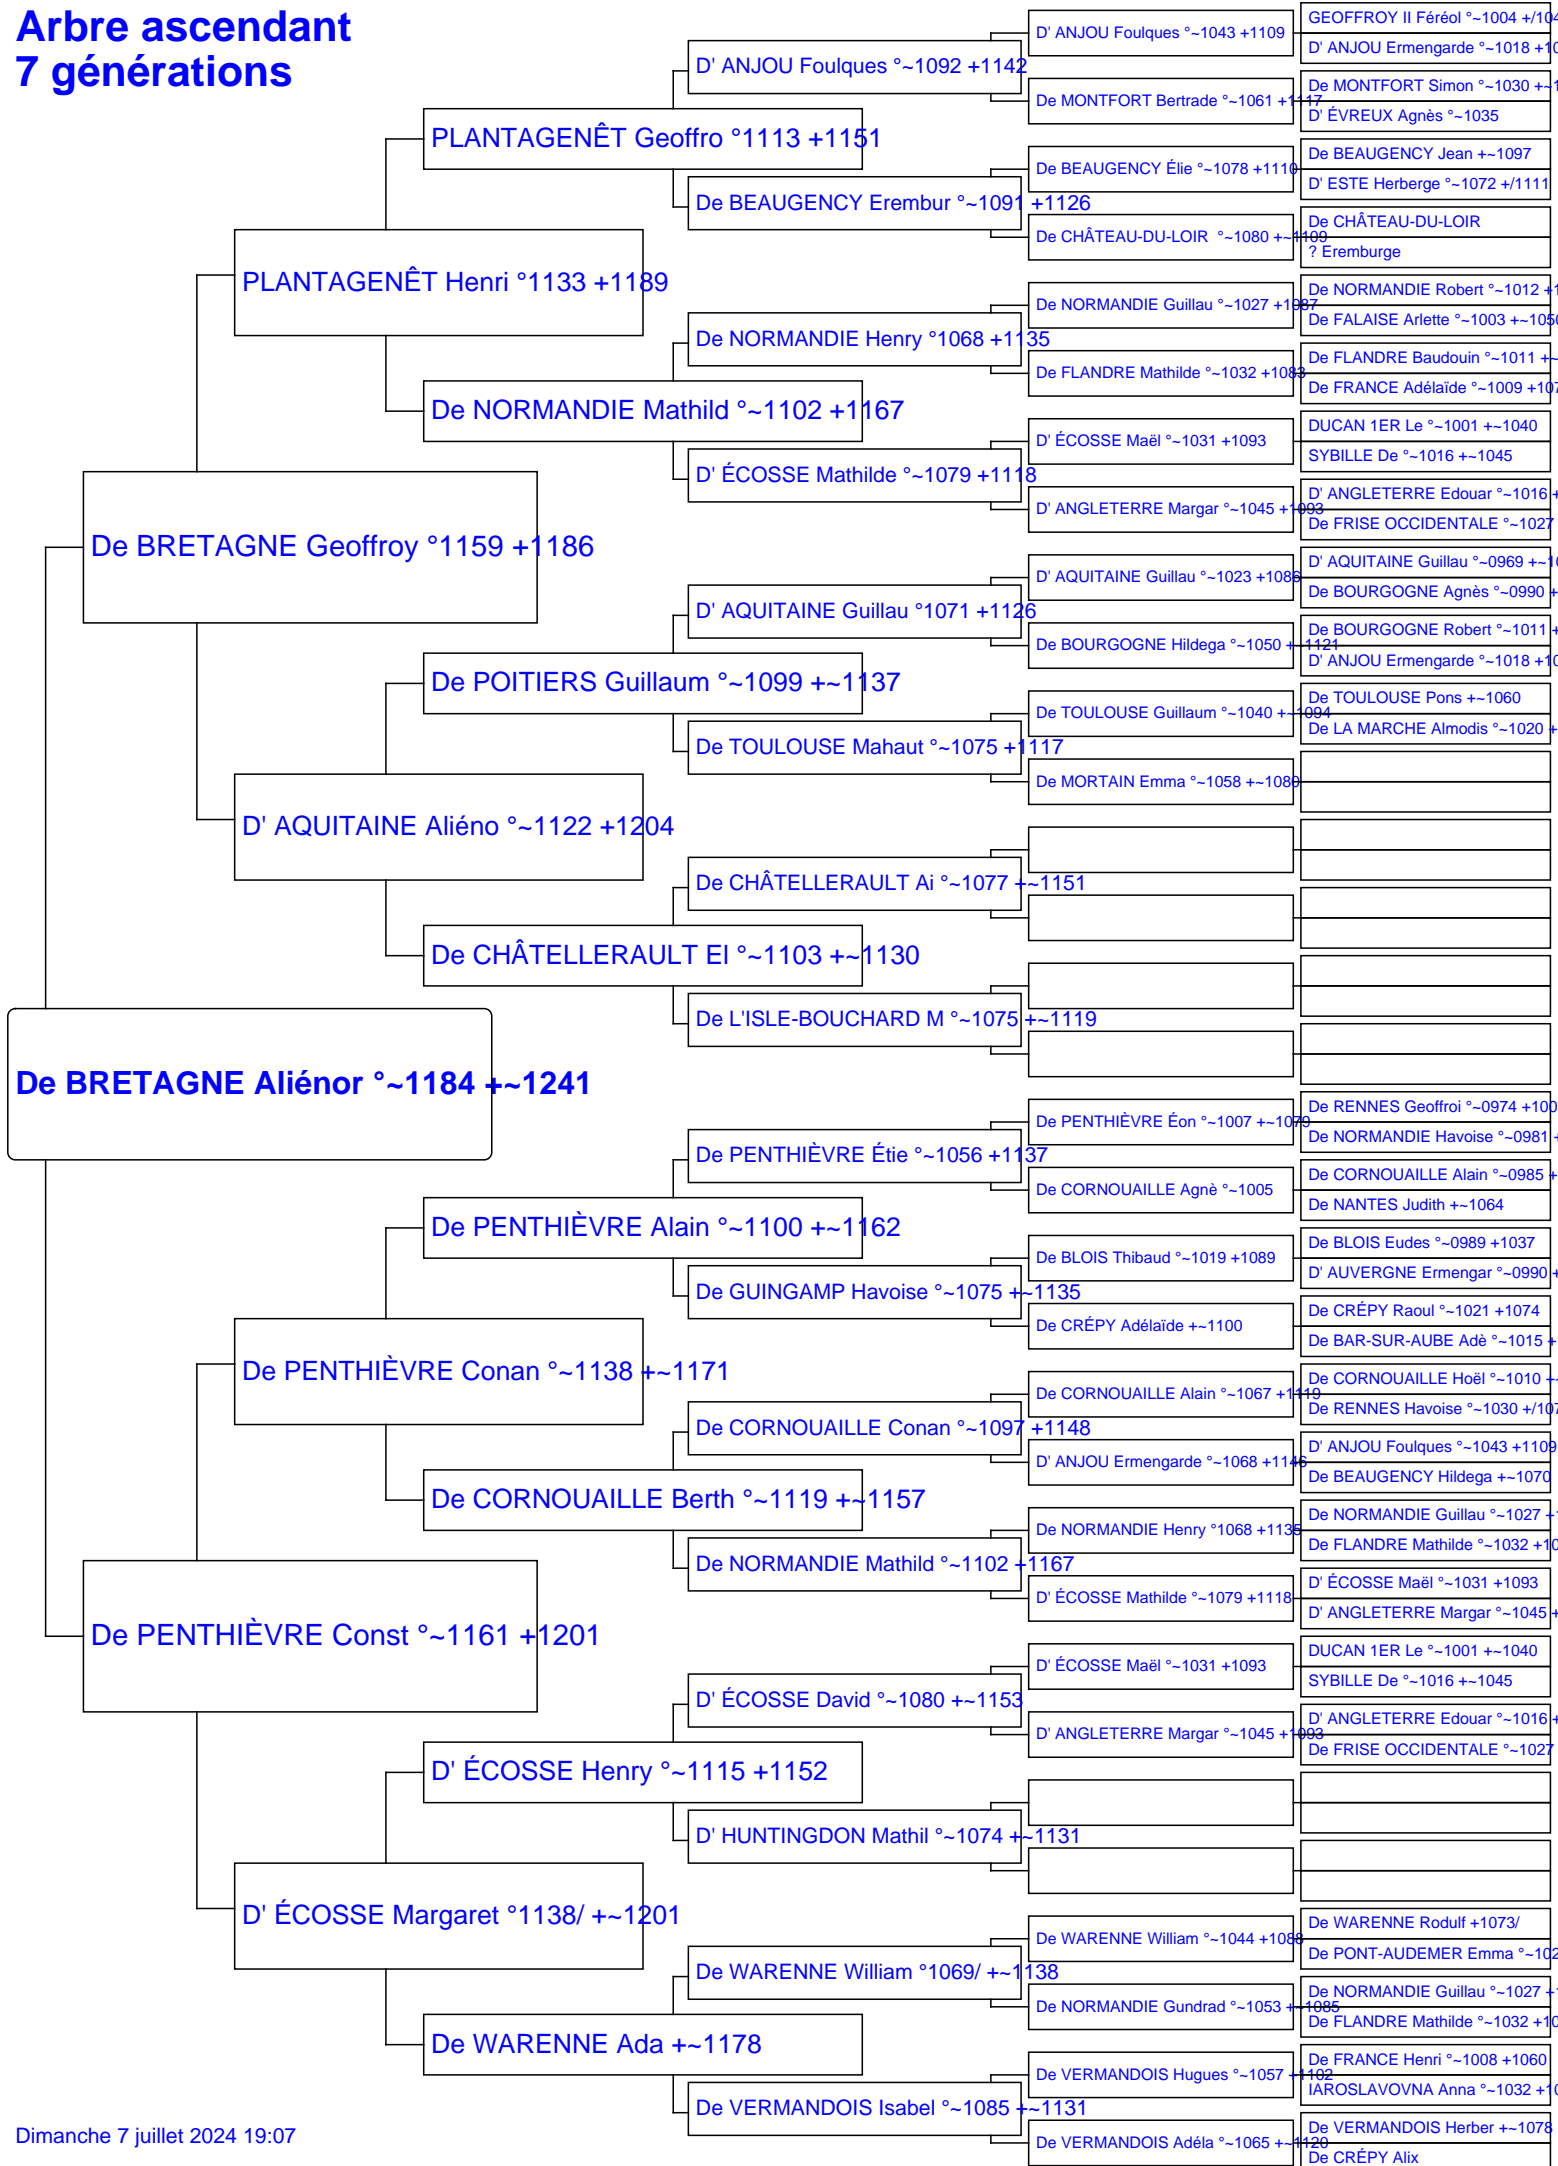 Arbre ascendant
7 générations
De BRETAGNE Aliénor °~1184 +~1241
De BRETAGNE Geoffroy °1159 +1186
De PENTHIÈVRE Const °~1161 +1201
PLANTAGENÊT Henri °1133 +1189
D' AQUITAINE Aliéno °~1122 +1204
De PENTHIÈVRE Conan °~1138 +~1171
D' ÉCOSSE Margaret °1138/ +~1201
PLANTAGENÊT Geoffro °1113 +1151
De NORMANDIE Mathild °~1102 +1167
De POITIERS Guillaum °~1099 +~1137
De CHÂTELLERAULT El °~1103 +~1130
De PENTHIÈVRE Alain °~1100 +~1162
De CORNOUAILLE Berth °~1119 +~1157
D' ÉCOSSE Henry °~1115 +1152
De WARENNE Ada +~1178
D' ANJOU Foulques °~1092 +1142
De BEAUGENCY Erembur °~1091 +1126
De NORMANDIE Henry °1068 +1135
D' ÉCOSSE Mathilde °~1079 +1118
D' AQUITAINE Guillau °1071 +1126
De TOULOUSE Mahaut °~1075 +1117
De CHÂTELLERAULT Ai °~1077 +~1151
De L'ISLE-BOUCHARD M °~1075 +~1119
De PENTHIÈVRE Étie °~1056 +1137
De GUINGAMP Havoise °~1075 +~1135
De CORNOUAILLE Conan °~1097 +1148
De NORMANDIE Mathild °~1102 +1167
D' ÉCOSSE David °~1080 +~1153
D' HUNTINGDON Mathil °~1074 +~1131
De WARENNE William °1069/ +~1138
De VERMANDOIS Isabel °~1085 +~1131
D' ANJOU Foulques °~1043 +1109
De MONTFORT Bertrade °~1061 +1117
De BEAUGENCY Élie °~1078 +1110
De CHÂTEAU-DU-LOIR °~1080 +~1109
De NORMANDIE Guillau °~1027 +1087
De FLANDRE Mathilde °~1032 +1083
D' ÉCOSSE Maël °~1031 +1093
D' ANGLETERRE Margar °~1045 +1093
D' AQUITAINE Guillau °~1023 +1086
De BOURGOGNE Hildega °~1050 +~1121
De TOULOUSE Guillaum °~1040 +~1094
De MORTAIN Emma °~1058 +~1080
De PENTHIÈVRE Éon °~1007 +~1079
De CORNOUAILLE Agnè °~1005
De BLOIS Thibaud °~1019 +1089
De CRÉPY Adélaïde +~1100
De CORNOUAILLE Alain °~1067 +1119
D' ANJOU Ermengarde °~1068 +1146
De NORMANDIE Henry °1068 +1135
D' ÉCOSSE Mathilde °~1079 +1118
D' ÉCOSSE Maël °~1031 +1093
D' ANGLETERRE Margar °~1045 +1093
De WARENNE William °~1044 +1088
De NORMANDIE Gundrad °~1053 +~1085
De VERMANDOIS Hugues °~1057 +1102
De VERMANDOIS Adéla °~1065 +~1120
GEOFFROY II Féréol °~1004 +/104
D' ANJOU Ermengarde °~1018 +10
De MONTFORT Simon °~1030 +~1
D' ÉVREUX Agnès °~1035
De BEAUGENCY Jean +~1097
D' ESTE Herberge °~1072 +/1111
De CHÂTEAU-DU-LOIR
? Eremburge
De NORMANDIE Robert °~1012 +1
De FALAISE Arlette °~1003 +~1050
De FLANDRE Baudouin °~1011 +~
De FRANCE Adélaïde °~1009 +107
DUCAN 1ER Le °~1001 +~1040
SYBILLE De °~1016 +~1045
D' ANGLETERRE Edouar °~1016 +
De FRISE OCCIDENTALE °~1027
D' AQUITAINE Guillau °~0969 +~10
De BOURGOGNE Agnès °~0990 +
De BOURGOGNE Robert °~1011 +
D' ANJOU Ermengarde °~1018 +10
De TOULOUSE Pons +~1060
De LA MARCHE Almodis °~1020 +
De RENNES Geoffroi °~0974 +100
De NORMANDIE Havoise °~0981 +
De CORNOUAILLE Alain °~0985 +
De NANTES Judith +~1064
De BLOIS Eudes °~0989 +1037
D' AUVERGNE Ermengar °~0990 +
De CRÉPY Raoul °~1021 +1074
De BAR-SUR-AUBE Adè °~1015 +
De CORNOUAILLE Hoël °~1010 +~
De RENNES Havoise °~1030 +/107
D' ANJOU Foulques °~1043 +1109
De BEAUGENCY Hildega +~1070
De NORMANDIE Guillau °~1027 +1
De FLANDRE Mathilde °~1032 +10
D' ÉCOSSE Maël °~1031 +1093
D' ANGLETERRE Margar °~1045 +
DUCAN 1ER Le °~1001 +~1040
SYBILLE De °~1016 +~1045
D' ANGLETERRE Edouar °~1016 +
De FRISE OCCIDENTALE °~1027
De WARENNE Rodulf +1073/
De PONT-AUDEMER Emma °~102
De NORMANDIE Guillau °~1027 +1
De FLANDRE Mathilde °~1032 +10
De FRANCE Henri °~1008 +1060
IAROSLAVOVNA Anna °~1032 +10
De VERMANDOIS Herber +~1078
De CRÉPY Alix
Dimanche 7 juillet 2024 19:07